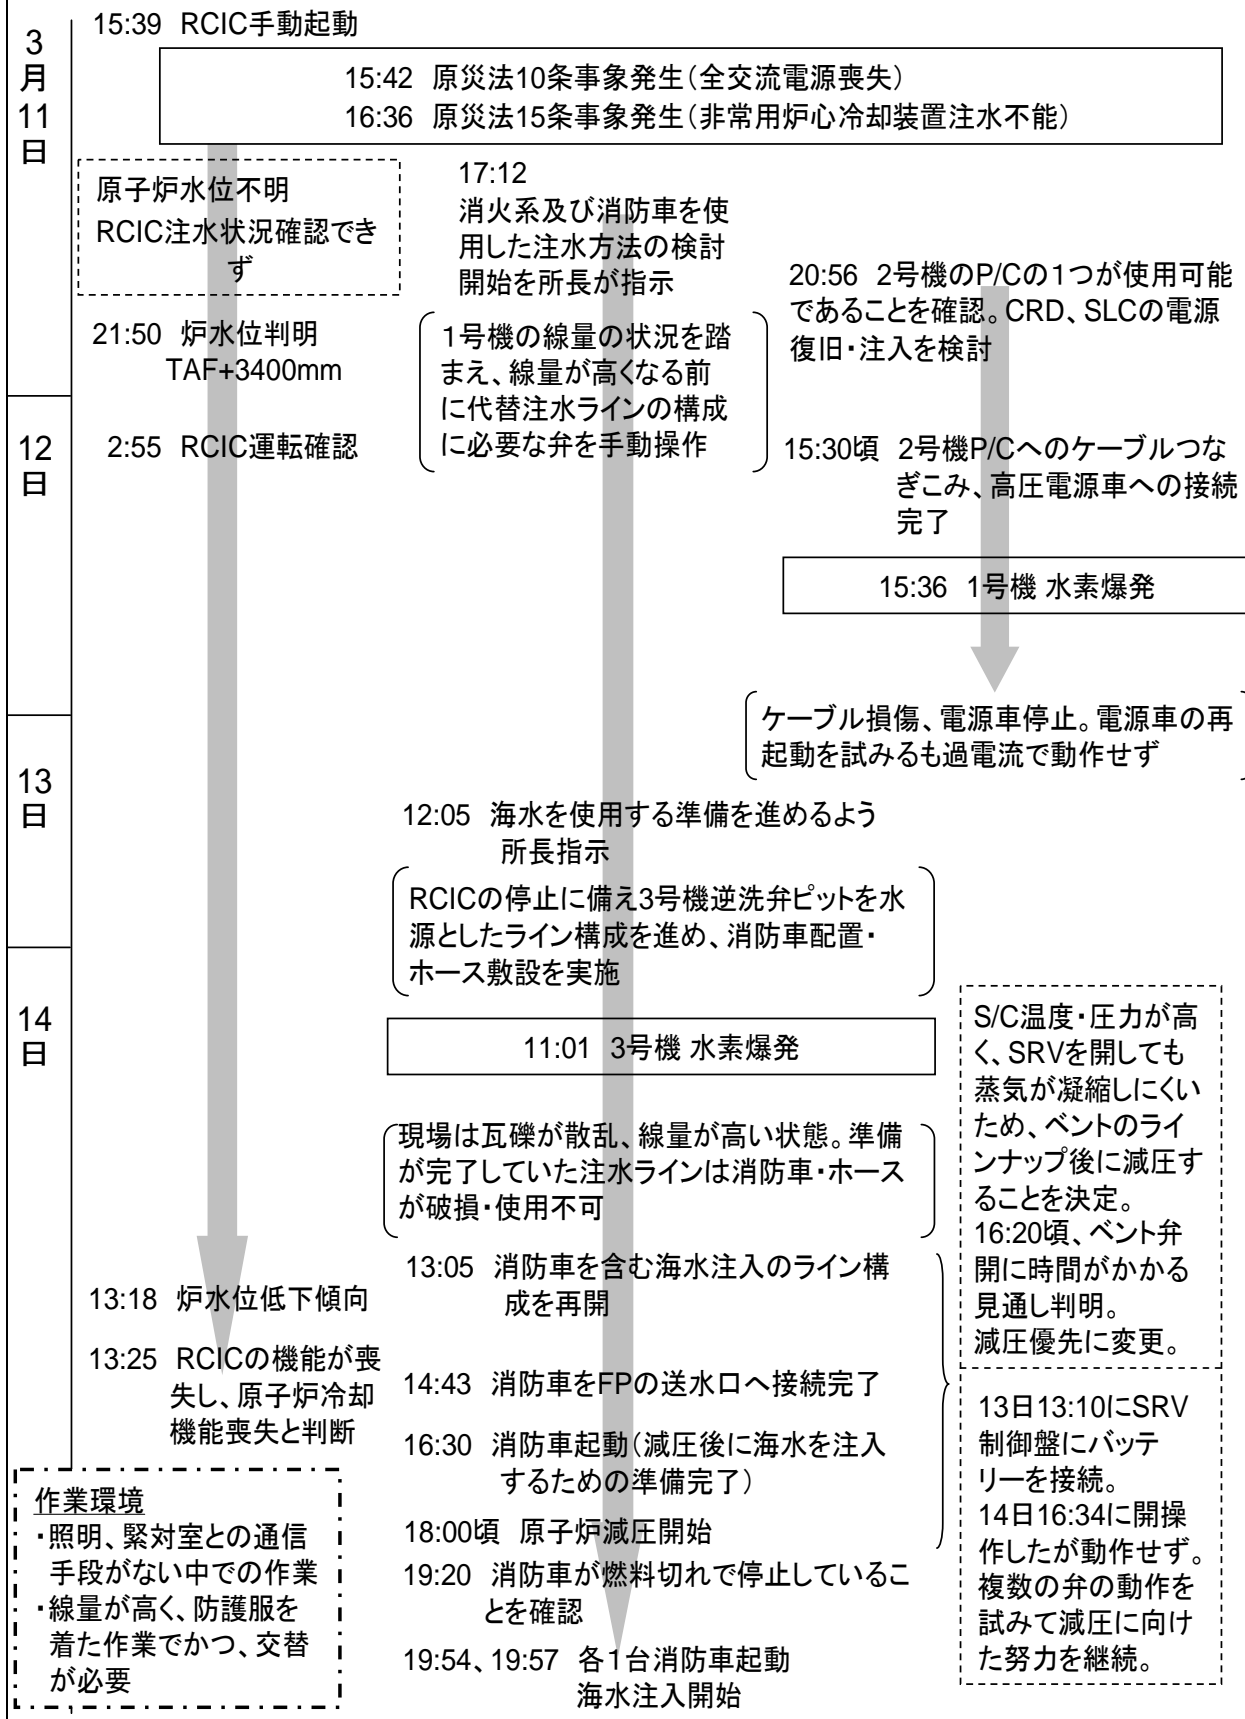 3
月
11
日
15:39 RCIC手動起動
15:42 原災法10条事象発生(全交流電源喪失)
16:36 原災法15条事象発生(非常用炉心冷却装置注水不能)
原子炉水位不明
RCIC注水状況確認でき
ず
21:50 炉水位判明
TAF+3400mm
17:12
消火系及び消防車を使
用した注水方法の検討
開始を所長が指示
1号機の線量の状況を踏
まえ、線量が高くなる前
に代替注水ラインの構成
に必要な弁を手動操作
20:56 2号機のP/Cの1つが使用可能
であることを確認。CRD、SLCの電源
復旧・注入を検討
12
日
2:55 RCIC運転確認
15:30頃 2号機P/Cへのケーブルつな
ぎこみ、高圧電源車への接続
完了
15:36 1号機 水素爆発
ケーブル損傷、電源車停止。電源車の再
起動を試みるも過電流で動作せず
13
日
12:05 海水を使用する準備を進めるよう
所長指示
RCICの停止に備え3号機逆洗弁ピットを水
源としたライン構成を進め、消防車配置・
ホース敷設を実施
14
日
11:01 3号機 水素爆発
現場は瓦礫が散乱、線量が高い状態。準備
が完了していた注水ラインは消防車・ホース
が破損・使用不可
13:18 炉水位低下傾向
13:25 RCICの機能が喪
失し、原子炉冷却
機能喪失と判断
13:05 消防車を含む海水注入のライン構
成を再開
14:43 消防車をFPの送水口へ接続完了
16:30 消防車起動(減圧後に海水を注入
するための準備完了)
18:00頃 原子炉減圧開始
19:20 消防車が燃料切れで停止しているこ
とを確認
19:54、19:57 各1台消防車起動
海水注入開始
S/C温度・圧力が高
く、SRVを開しても
蒸気が凝縮しにくい
ため、ベントのライ
ンナップ後に減圧す
ることを決定。
16:20頃、ベント弁
開に時間がかかる
見通し判明。
減圧優先に変更。
13日13:10にSRV
制御盤にバッテ
リーを接続。
14日16:34に開操
作したが動作せず。
複数の弁の動作を
試みて減圧に向け
た努力を継続。
作業環境
・照明、緊対室との通信
手段がない中での作業
・線量が高く、防護服を
着た作業でかつ、交替
が必要